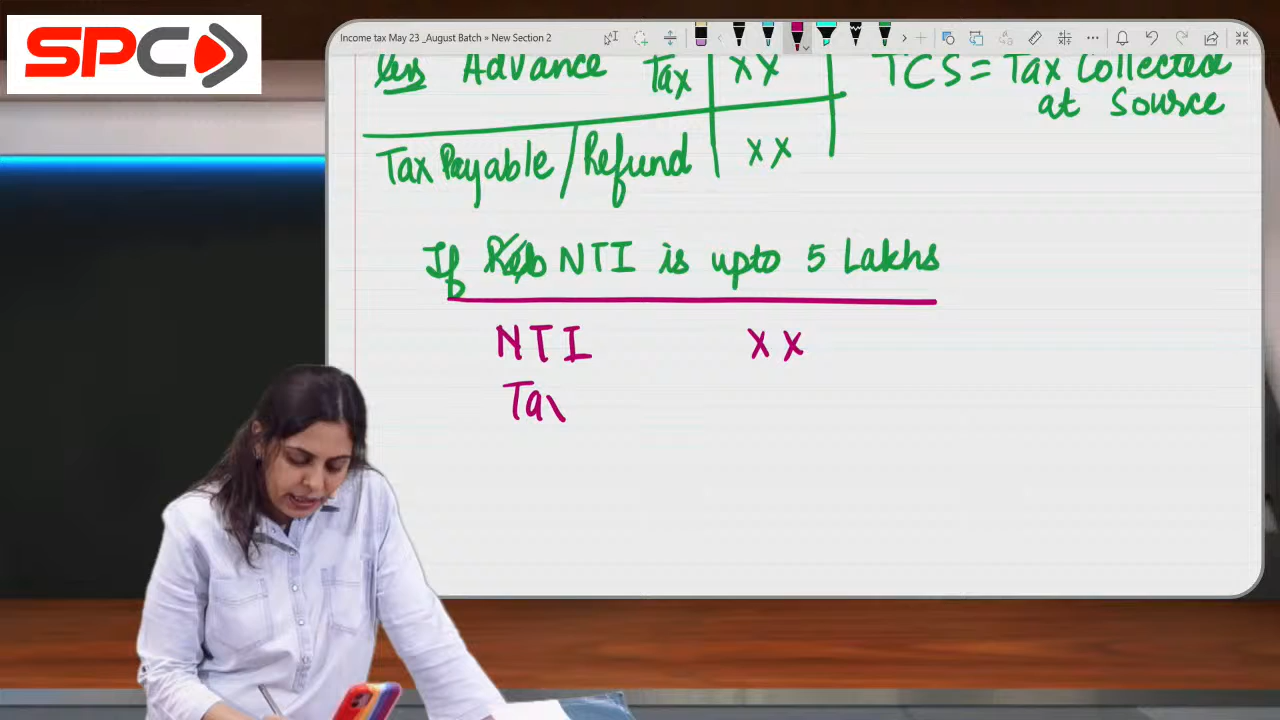 SPC
Income tax May 23 _August Batch » New Section 2
less Advance Tax XX
TCS = Tax Collected
at Source
Tax Payable / Refund XX
If NTI is upto 5 Lakhs
NTI XX
Tax